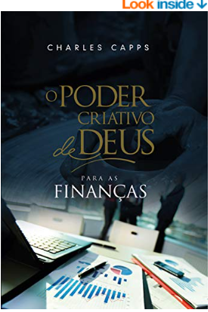 Look inside
CHARLES CAPPS
O PODER
CRIATIVO
de DEUS
PARA AS
FINANÇAS